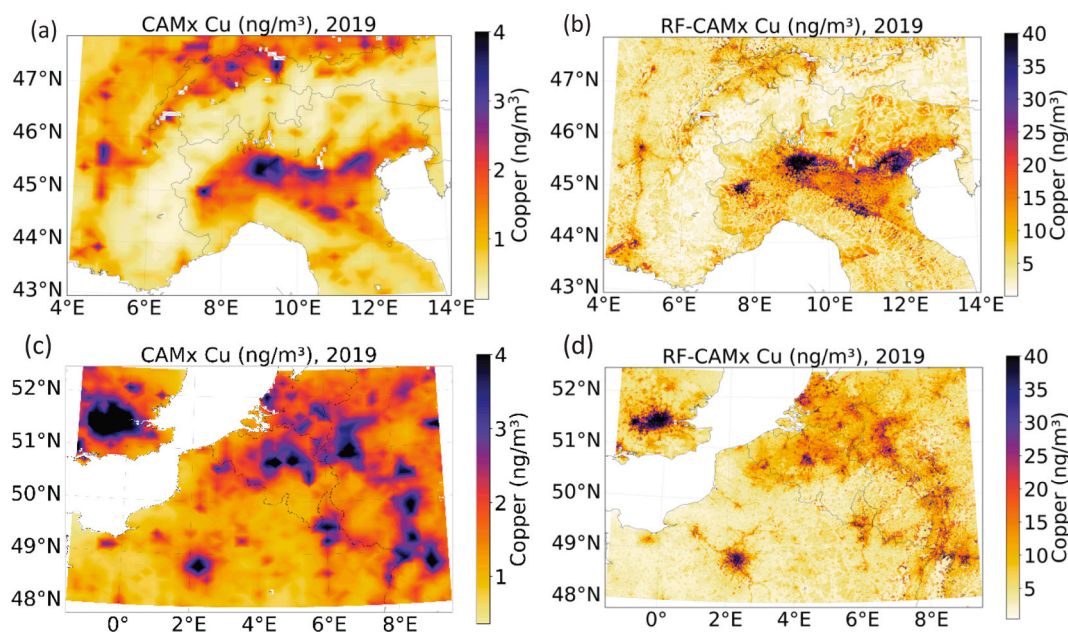 (a)
CAMx Cu (ng/m³), 2019
47°N
46°N
45°N
44°N
43°N
4°E 6°E 8°E 10°E 12°E 14°E
4
3
2
1
Copper (ng/m³)
(b)
RF-CAMx Cu (ng/m³), 2019
47°N
46°N
45°N
44°N
43°N
4°E 6°E 8°E 10°E 12°E 14°E
40
35
30
25
20
15
10
5
Copper (ng/m³)
(c)
CAMx Cu (ng/m³), 2019
52°N
51°N
50°N
49°N
48°N
0° 2°E 4°E 6°E 8°E
4
3
2
1
Copper (ng/m³)
(d)
RF-CAMx Cu (ng/m³), 2019
52°N
51°N
50°N
49°N
48°N
0° 2°E 4°E 6°E 8°E
40
35
30
25
20
15
10
5
Copper (ng/m³)